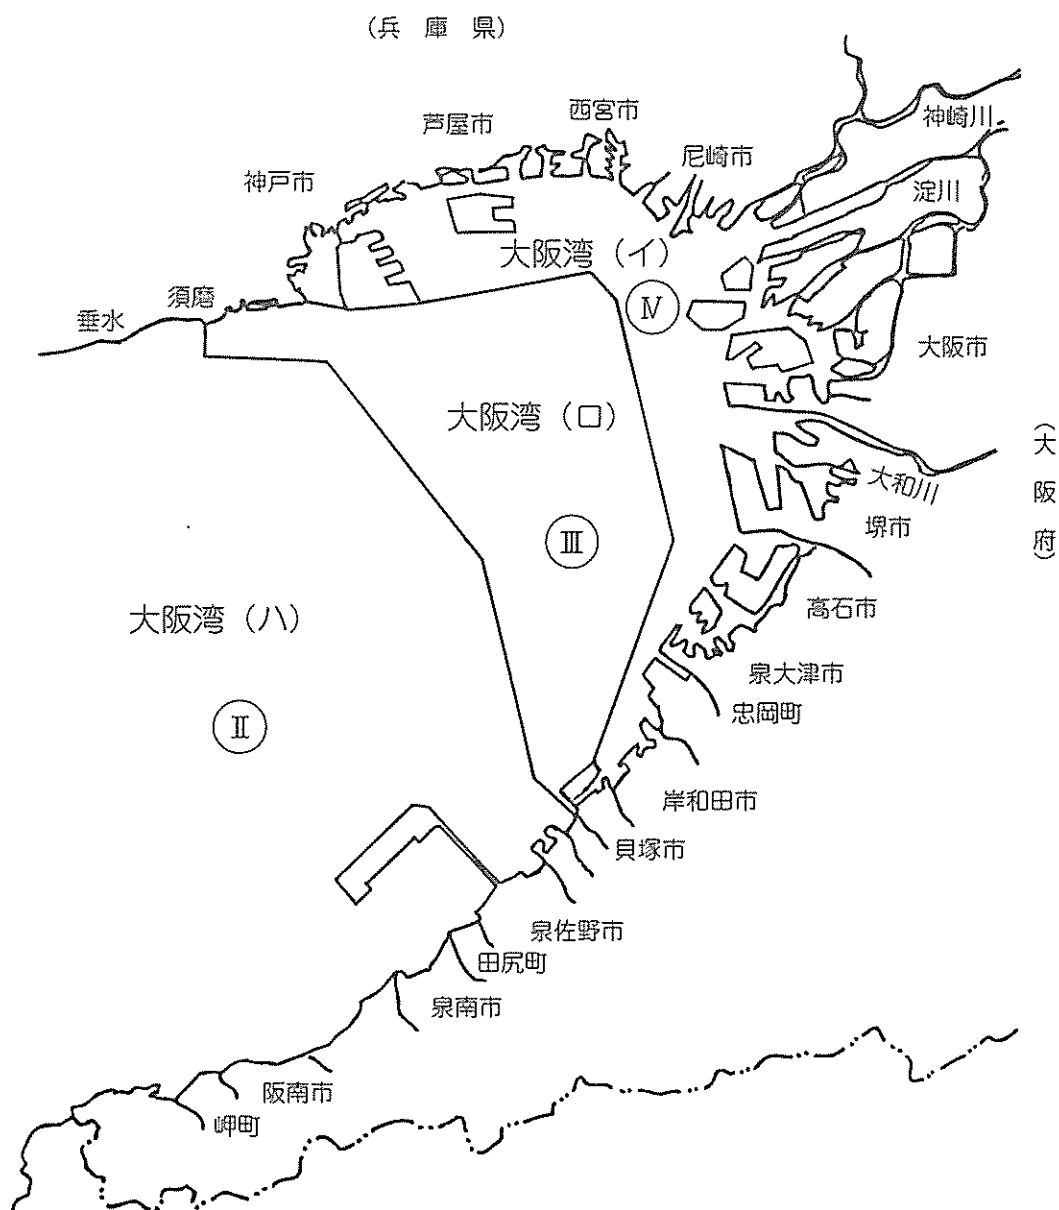 (兵 庫 県)
西宮市
芦屋市
神崎川
尼崎市
神戸市
淀川
大阪湾 (イ)
須磨
Ⅳ
垂水
大阪市
大阪湾 (ロ)
(大 阪 府)
大和川
堺市
Ⅲ
高石市
大阪湾 (ハ)
泉大津市
忠岡町
Ⅱ
岸和田市
貝塚市
泉佐野市
田尻町
泉南市
阪南市
岬町